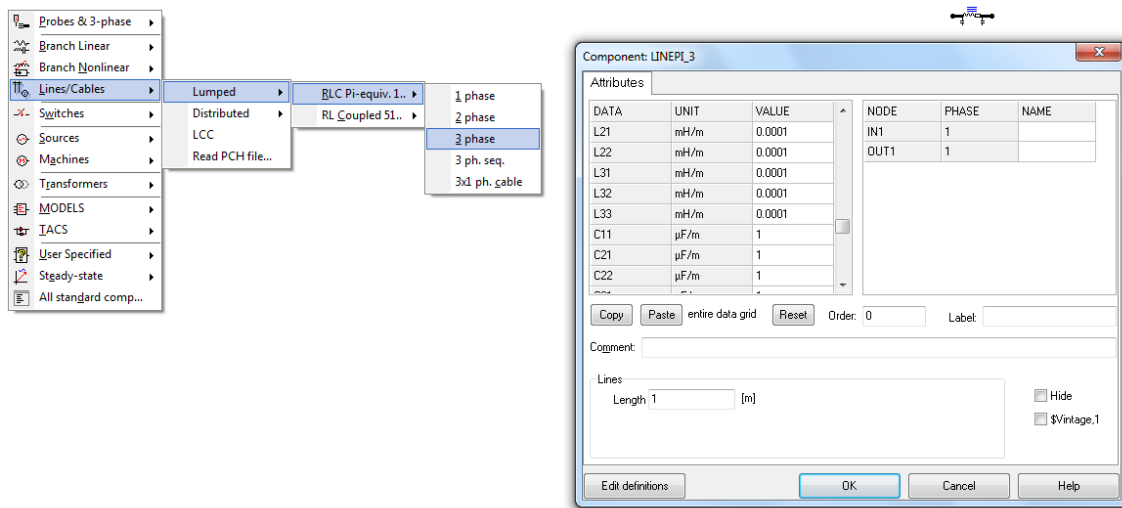 Probes & 3-phase
Branch Linear
Branch Nonlinear
Lines/Cables
Switches
Sources
Machines
Transformers
MODELS
TACS
User Specified
Steady-state
All standard comp...
Lumped
Distributed
LCC
Read PCH file...
RLC Pi-equiv. 1..
RL Coupled 51..
1 phase
2 phase
3 phase
3 ph. seq.
3x1 ph. cable
Component: LINEPI_3
Attributes
DATA UNIT VALUE
L21 mH/m 0.0001
L22 mH/m 0.0001
L31 mH/m 0.0001
L32 mH/m 0.0001
L33 mH/m 0.0001
C11 µF/m 1
C21 µF/m 1
C22 µF/m 1
NODE PHASE NAME
IN1 1
OUT1 1
Copy Paste entire data grid Reset Order: 0 Label:
Comment:
Lines
Length 1 [m]
Hide
$Vintage,1
Edit definitions OK Cancel Help